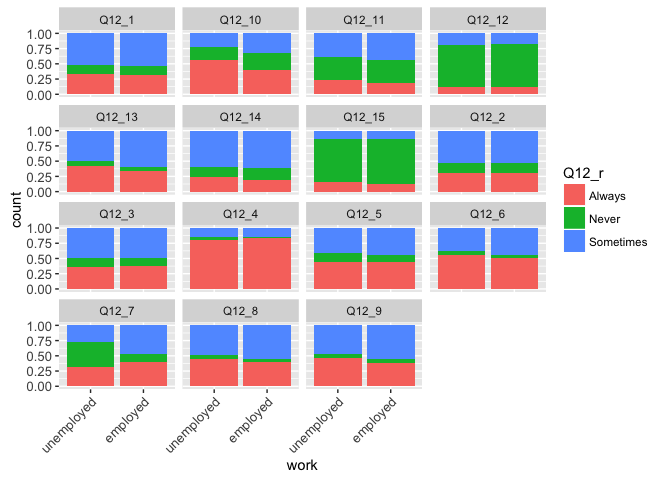 Q12_1 Q12_10 Q12_11 Q12_12
1.00
0.75
0.50
0.25
0.00
Q12_13 Q12_14 Q12_15 Q12_2
1.00
0.75
0.50
0.25
0.00
Q12_3 Q12_4 Q12_5 Q12_6
1.00
0.75
0.50
0.25
0.00
Q12_7 Q12_8 Q12_9
1.00
0.75
0.50
0.25
0.00
count
unemployed employed unemployed employed unemployed employed
work
Q12_r
Always
Never
Sometimes